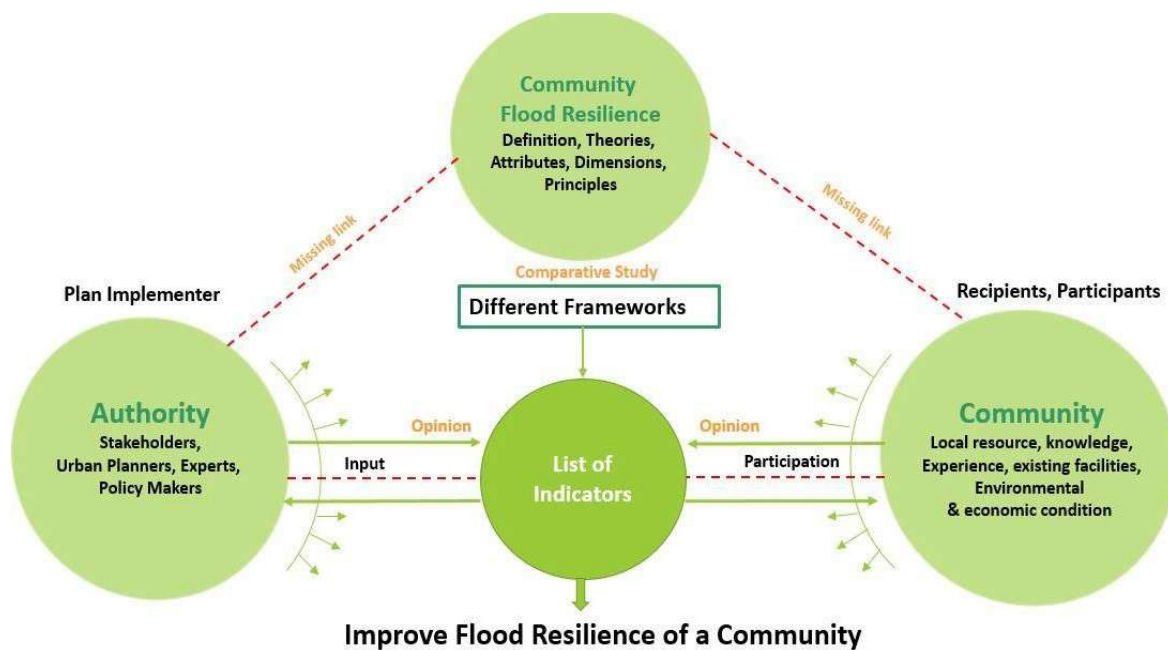 Community
Flood Resilience
Definition, Theories,
Attributes, Dimensions,
Principles
Missing link
Missing link
Comparative Study
Different Frameworks
Plan Implementer
Recipients, Participants
Authority
Stakeholders,
Urban Planners, Experts,
Policy Makers
Opinion
Input
List of
Indicators
Opinion
Participation
Community
Local resource, knowledge,
Experience, existing facilities,
Environmental
& economic condition
Improve Flood Resilience of a Community